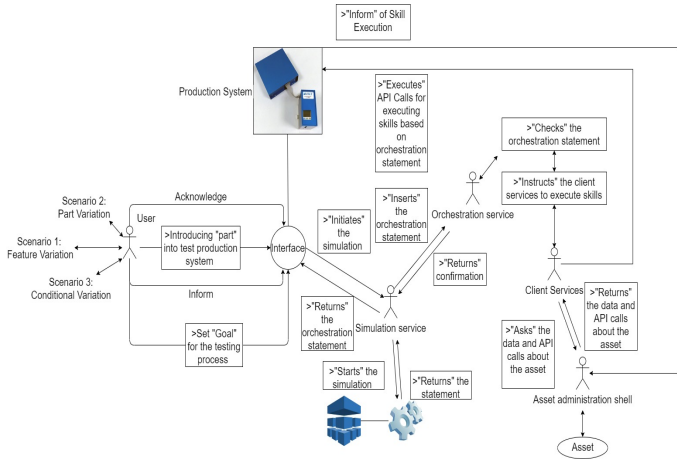 >"Inform" of Skill
Execution
Production System
>"Executes"
API Calls for
executing
skills based
on
orchestration
statement
>"Checks" the
orchestration statement
>"Instructs" the client
services to execute skills
Scenario 2:
Part Variation
Acknowledge
User
Scenario 1:
Feature Variation
>Introducing "part"
into test production
system
Interface
Scenario 3:
Conditional Variation
Inform
>Set "Goal"
for the testing
process
>"Initiates"
the
simulation
>"Inserts"
the
orchestration
statement
Orchestration service
>"Returns"
confirmation
>"Returns"
the
orchestration
statement
Simulation service
>"Starts" the
simulation
>"Returns" the
statement
Client Services
>"Asks" the
data and API
calls about
the asset
>"Returns"
the data and
API calls
about the
asset
Asset administration shell
Asset